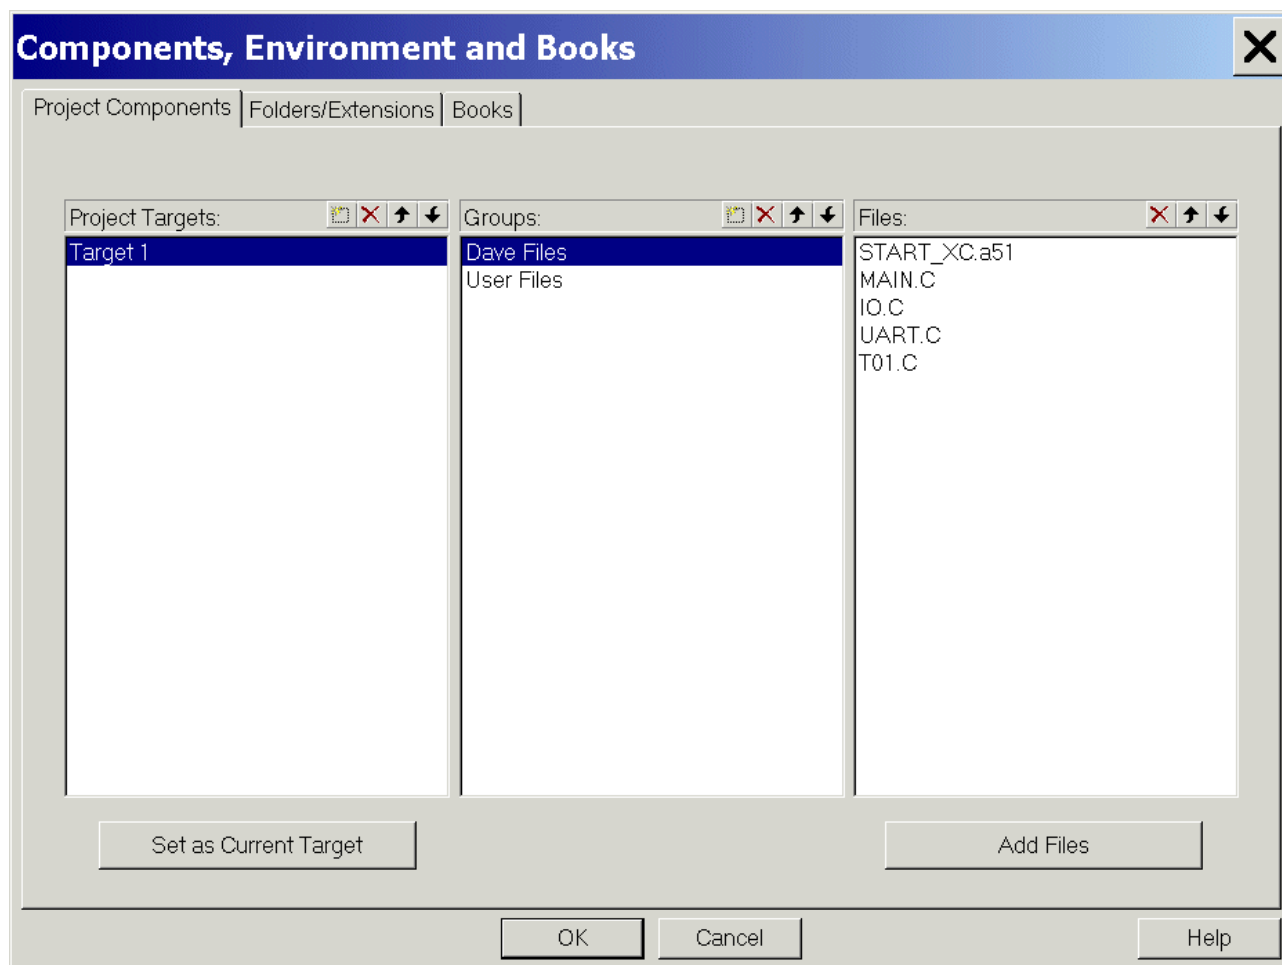 Components, Environment and Books
Project Components
Folders/Extensions
Books
Project Targets:
Groups:
Files:
Target 1
Dave Files
User Files
START_XC.a51
MAIN.C
IO.C
UART.C
T01.C
Set as Current Target
Add Files
OK
Cancel
Help